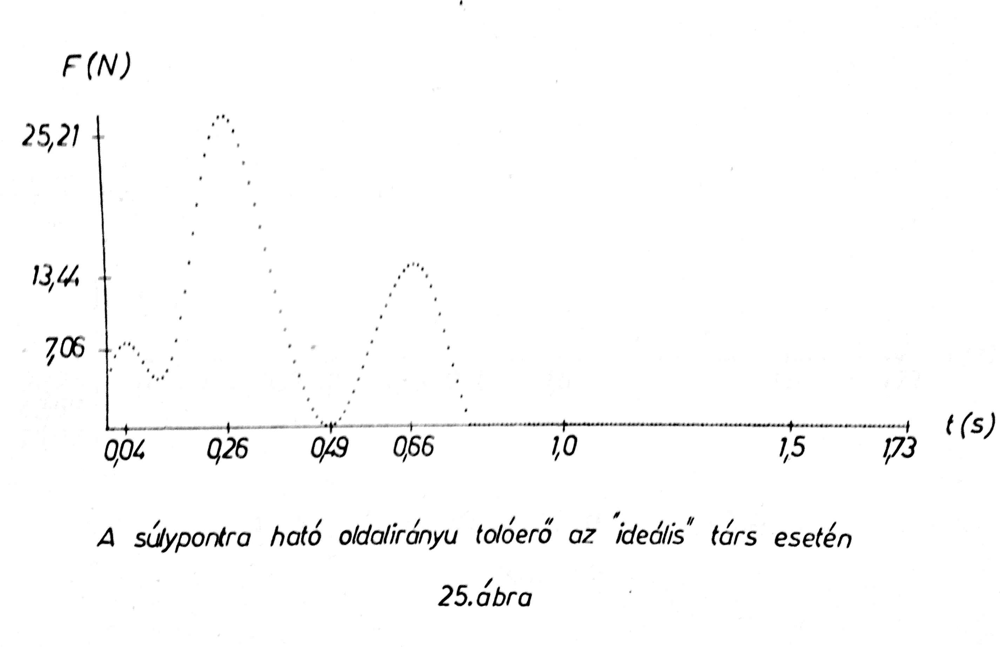 F(N)
25,21
13,44
7,06
0,04 0,26 0,49 0,66 1,0 1,5 1,73
t(s)
A súlypontra ható oldalirányu tolóerő az "ideális" társ esetén
25. ábra